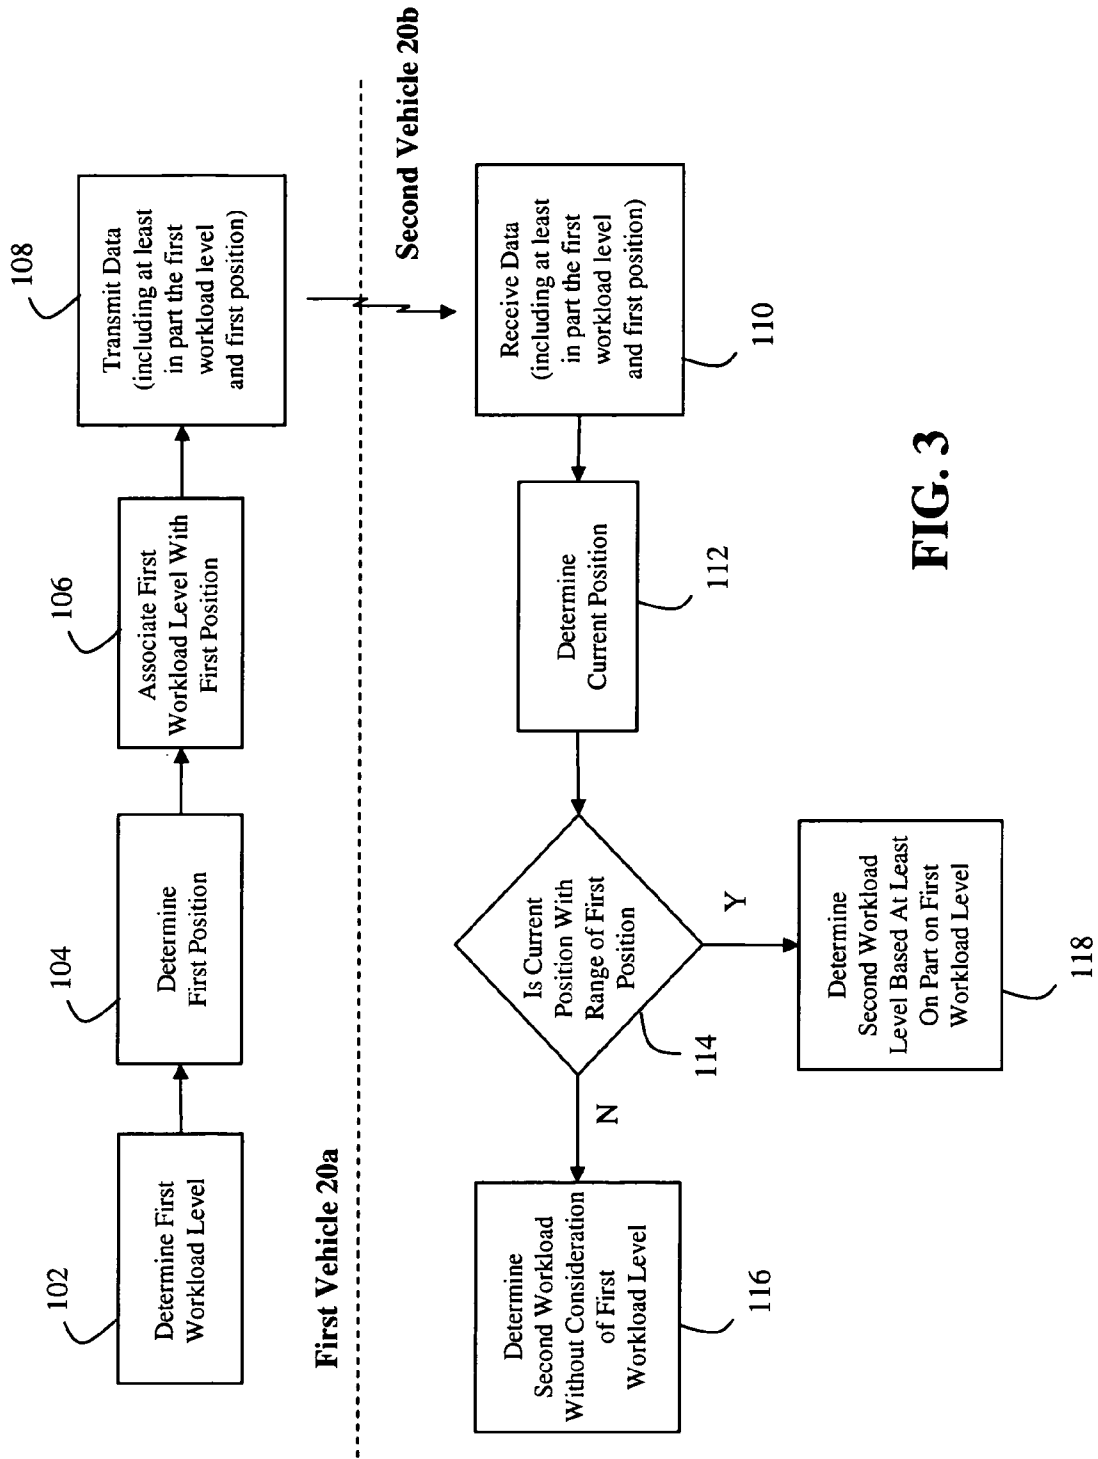 102
Determine First
Workload Level
104
Determine
First Position
106
Associate First
Workload Level With
First Position
108
Transmit Data
(including at least
in part the first
workload level
and first position)
First Vehicle 20a
Second Vehicle 20b
Receive Data
(including at least
in part the first
workload level
and first position)
110
Determine
Current Position
112
Is Current
Position With
Range of First
Position
114
N
Determine
Second Workload
Without Consideration
of First
Workload Level
116
Y
Determine
Second Workload
Level Based At Least
On Part on First
Workload Level
118
FIG. 3